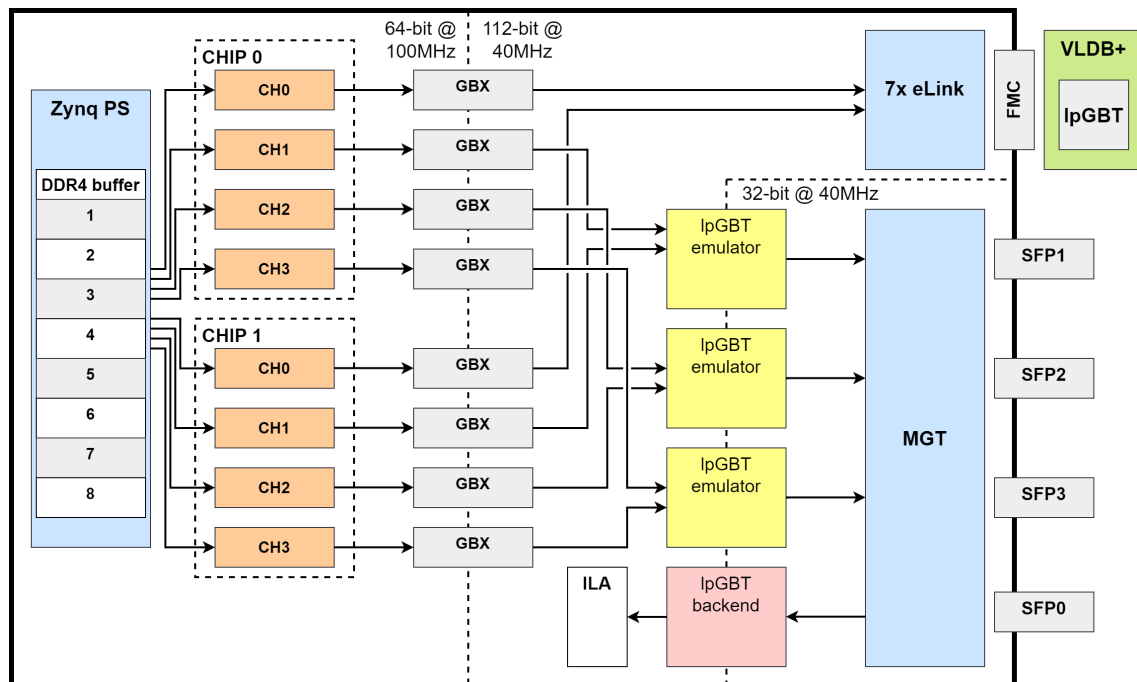 64-bit @
100MHz
112-bit @
40MHz
VLDB+
lpGBT
FMC
7x eLink
CHIP 0
CH0
CH1
CH2
CH3
GBX
GBX
GBX
GBX
Zynq PS
DDR4 buffer
1
2
3
4
5
6
7
8
CHIP 1
CH0
CH1
CH2
CH3
GBX
GBX
GBX
GBX
32-bit @ 40MHz
lpGBT
emulator
lpGBT
emulator
lpGBT
emulator
lpGBT
backend
ILA
MGT
SFP1
SFP2
SFP3
SFP0